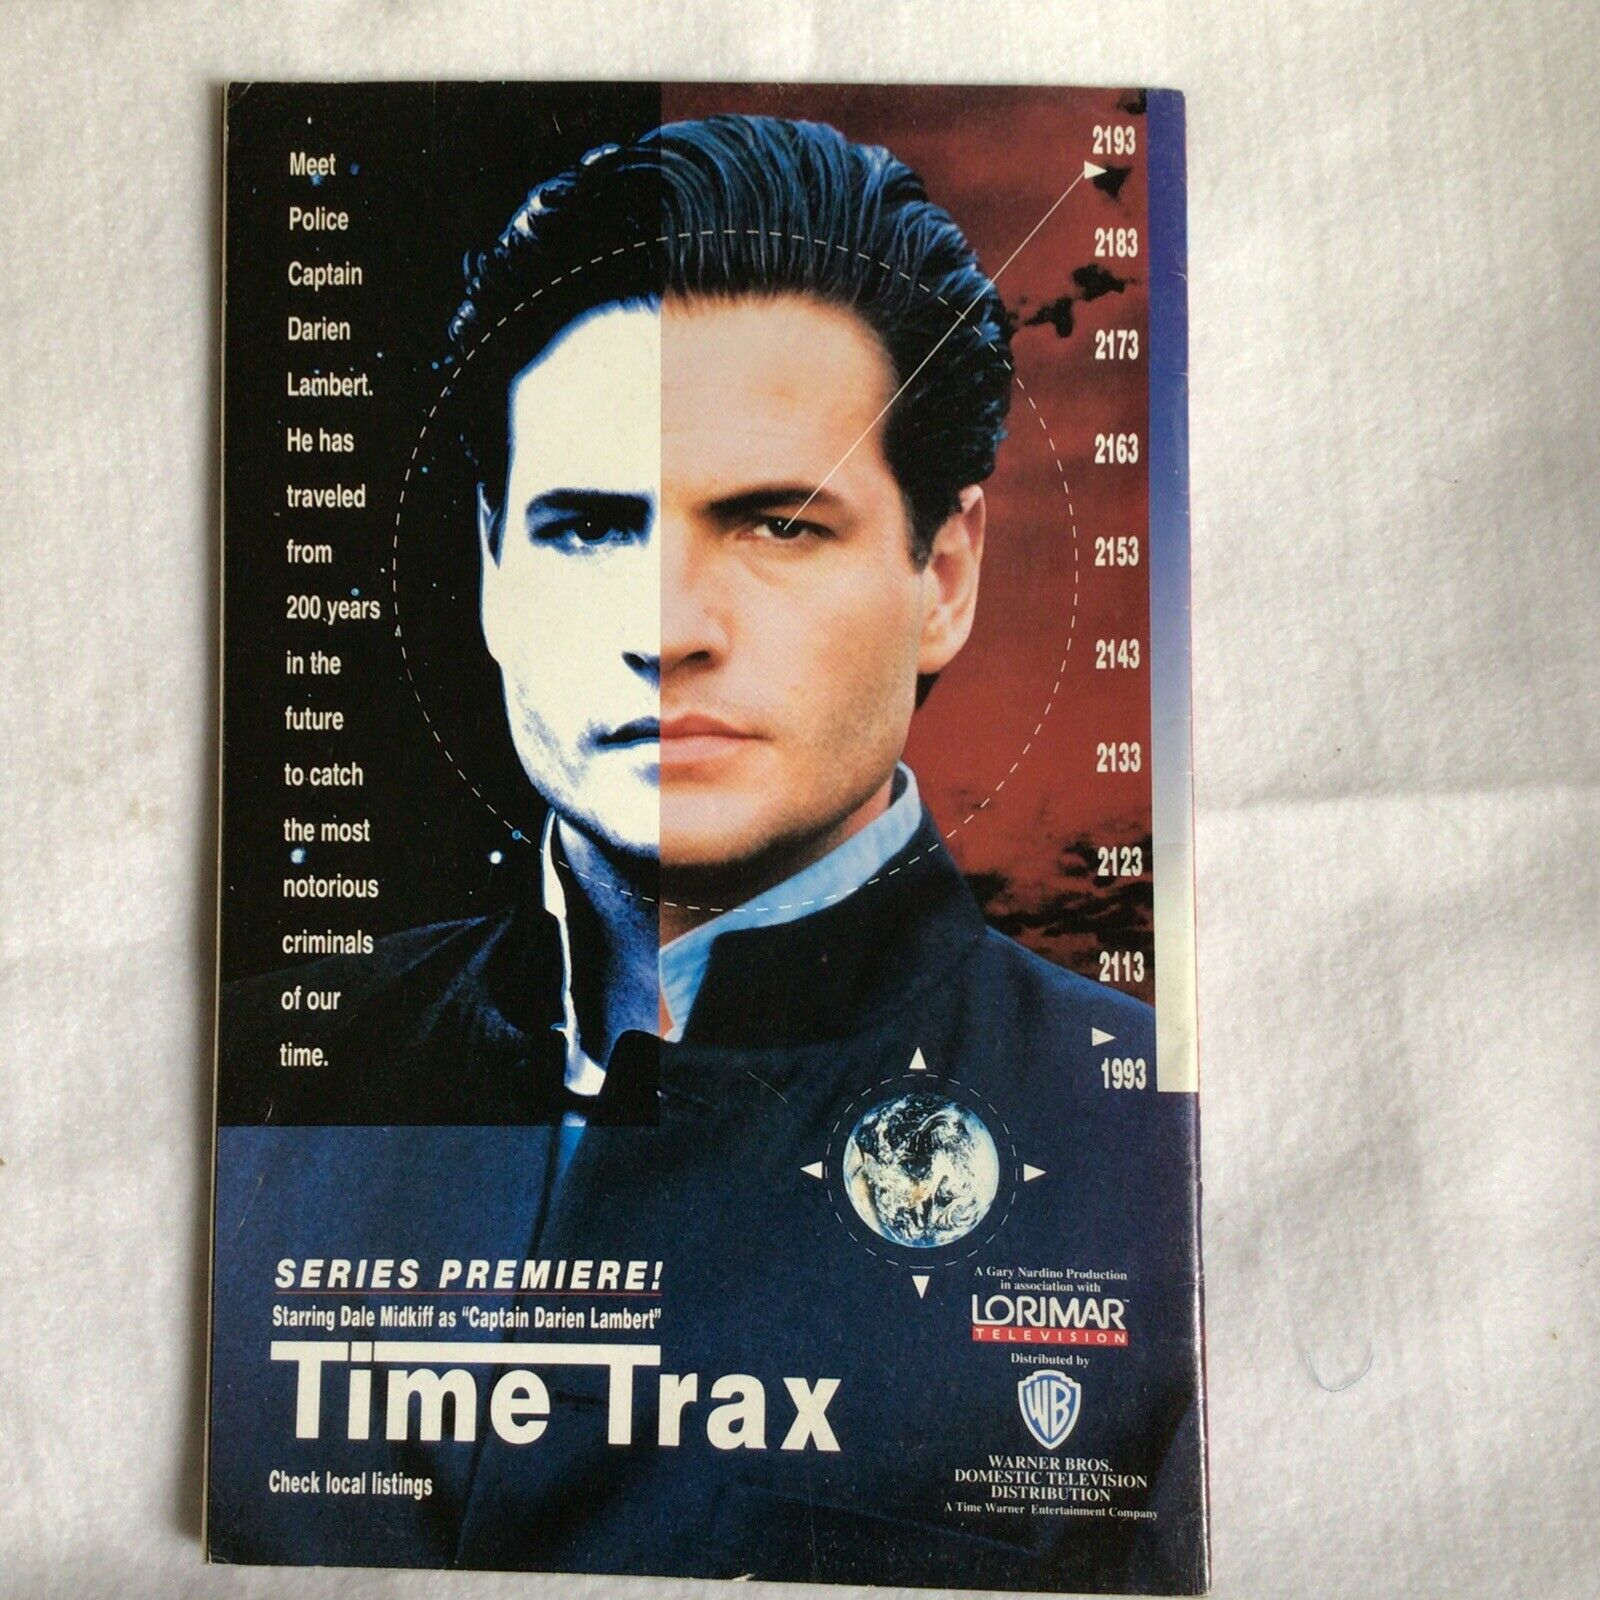 Meet
Police
Captain
Darien
Lambert.
He has
traveled
from
200 years
in the
future
to catch
the most
notorious
criminals
of our
time.
2193
2183
2173
2163
2153
2143
2133
2123
2113
1993
SERIES PREMIERE!
Starring Dale Midkiff as "Captain Darien Lambert"
Time Trax
Check local listings
A Gary Nardino Production
in association with
LORIMAR™
TELEVISION
Distributed by
WB
WARNER BROS.
DOMESTIC TELEVISION
DISTRIBUTION
A Time Warner Entertainment Company